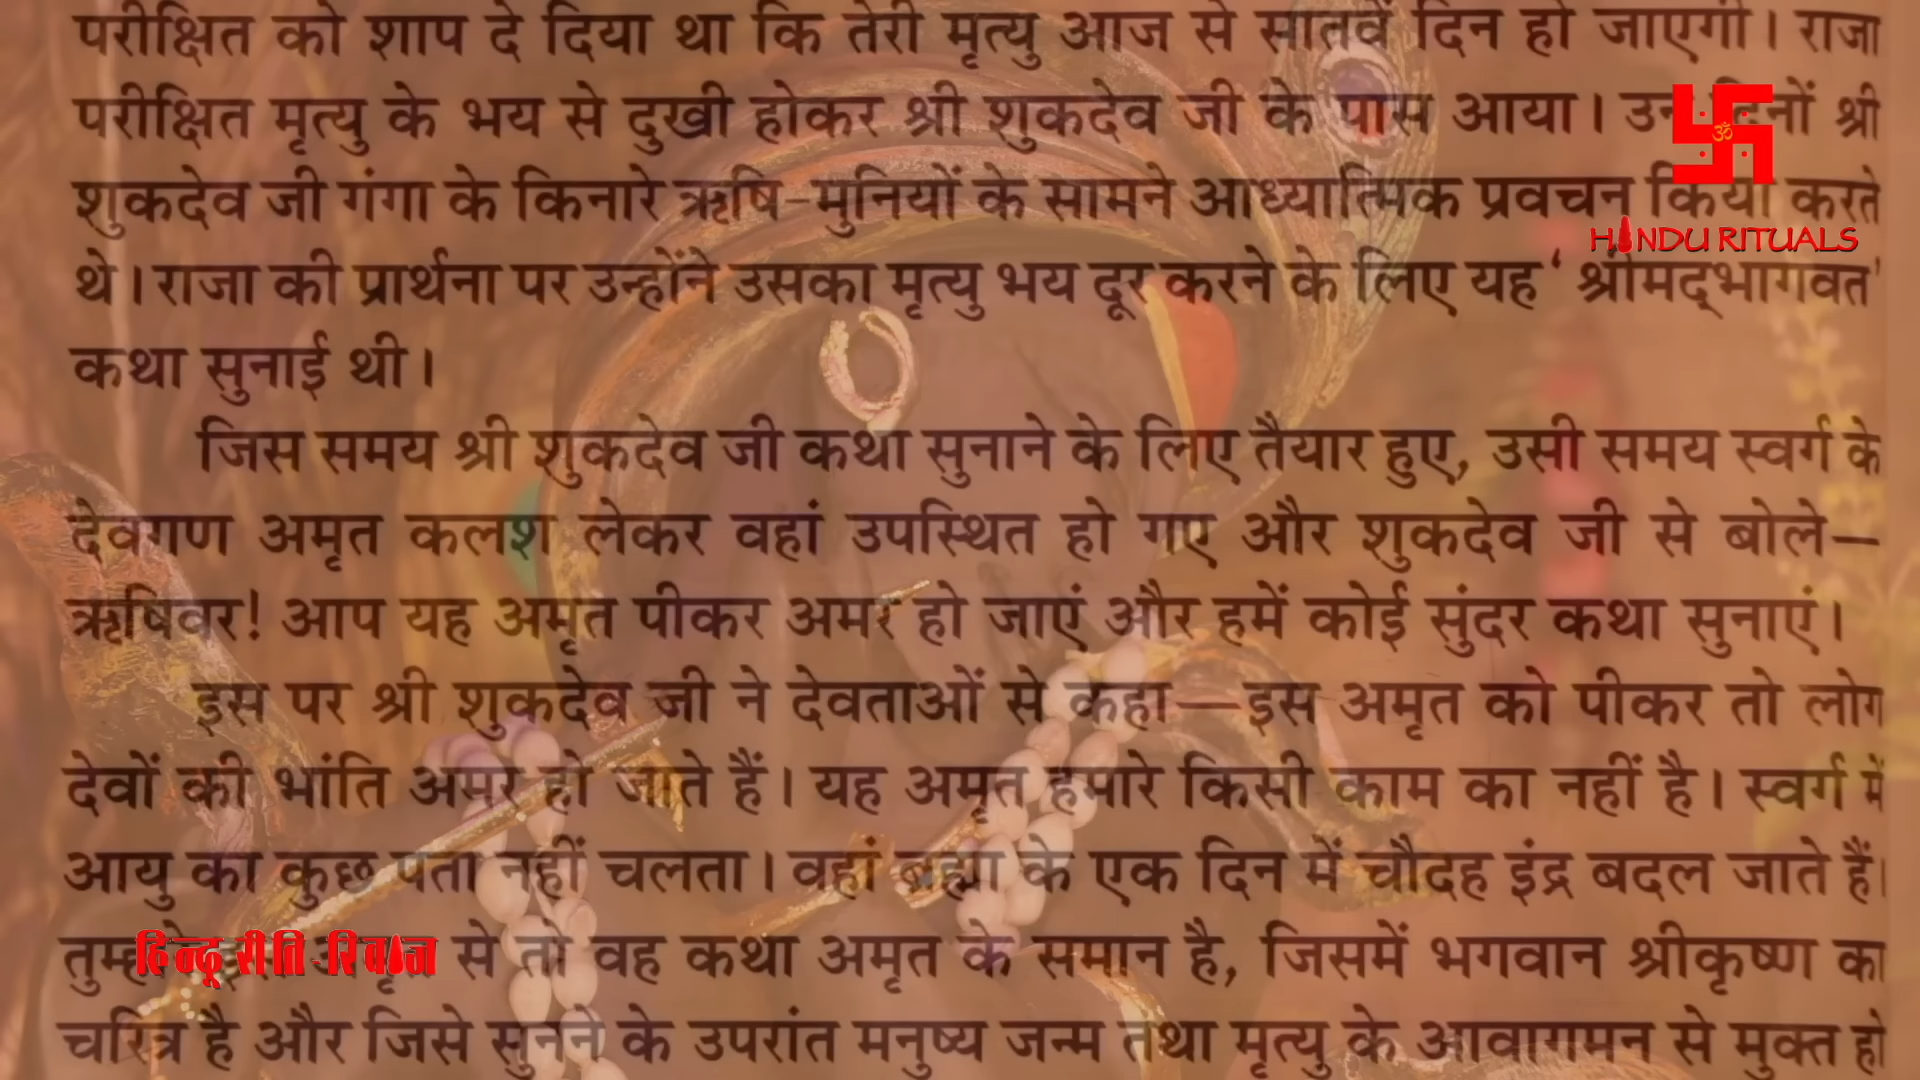 परीक्षित को शाप दे दिया था कि तेरी मृत्यु आज से सातवें दिन हो जाएगी। राजा
परीक्षित मृत्यु के भय से दुखी होकर श्री शुकदेव जी के पास आया। उन दिनों श्री
शुकदेव जी गंगा के किनारे ऋषि-मुनियों के सामने आध्यात्मिक प्रवचन किया करते
HINDU RITUALS
थे। राजा की प्रार्थना पर उन्होंने उसका मृत्यु भय दूर करने के लिए यह ' श्रीमद्भागवत'
कथा सुनाई थी।
जिस समय श्री शुकदेव जी कथा सुनाने के लिए तैयार हुए, उसी समय स्वर्ग के
देवगण अमृत कलश लेकर वहां उपस्थित हो गए और शुकदेव जी से बोले—
ऋषिवर! आप यह अमृत पीकर अमर हो जाएं और हमें कोई सुंदर कथा सुनाएं।
इस पर श्री शुकदेव जी ने देवताओं से कहा—इस अमृत को पीकर तो लोग
देवों की भांति अमर हो जाते हैं। यह अमृत हमारे किसी काम का नहीं है। स्वर्ग में
आयु का कुछ पता नहीं चलता। वहां ब्रह्मा के एक दिन में चौदह इंद्र बदल जाते हैं।
से तो वह कथा अमृत के समान है, जिसमें भगवान श्रीकृष्ण का
हिन्दू रीति-रिवाज
चरित्र है और जिसे सुनने के उपरांत मनुष्य जन्म तथा मृत्यु के आवागमन से मुक्त हो